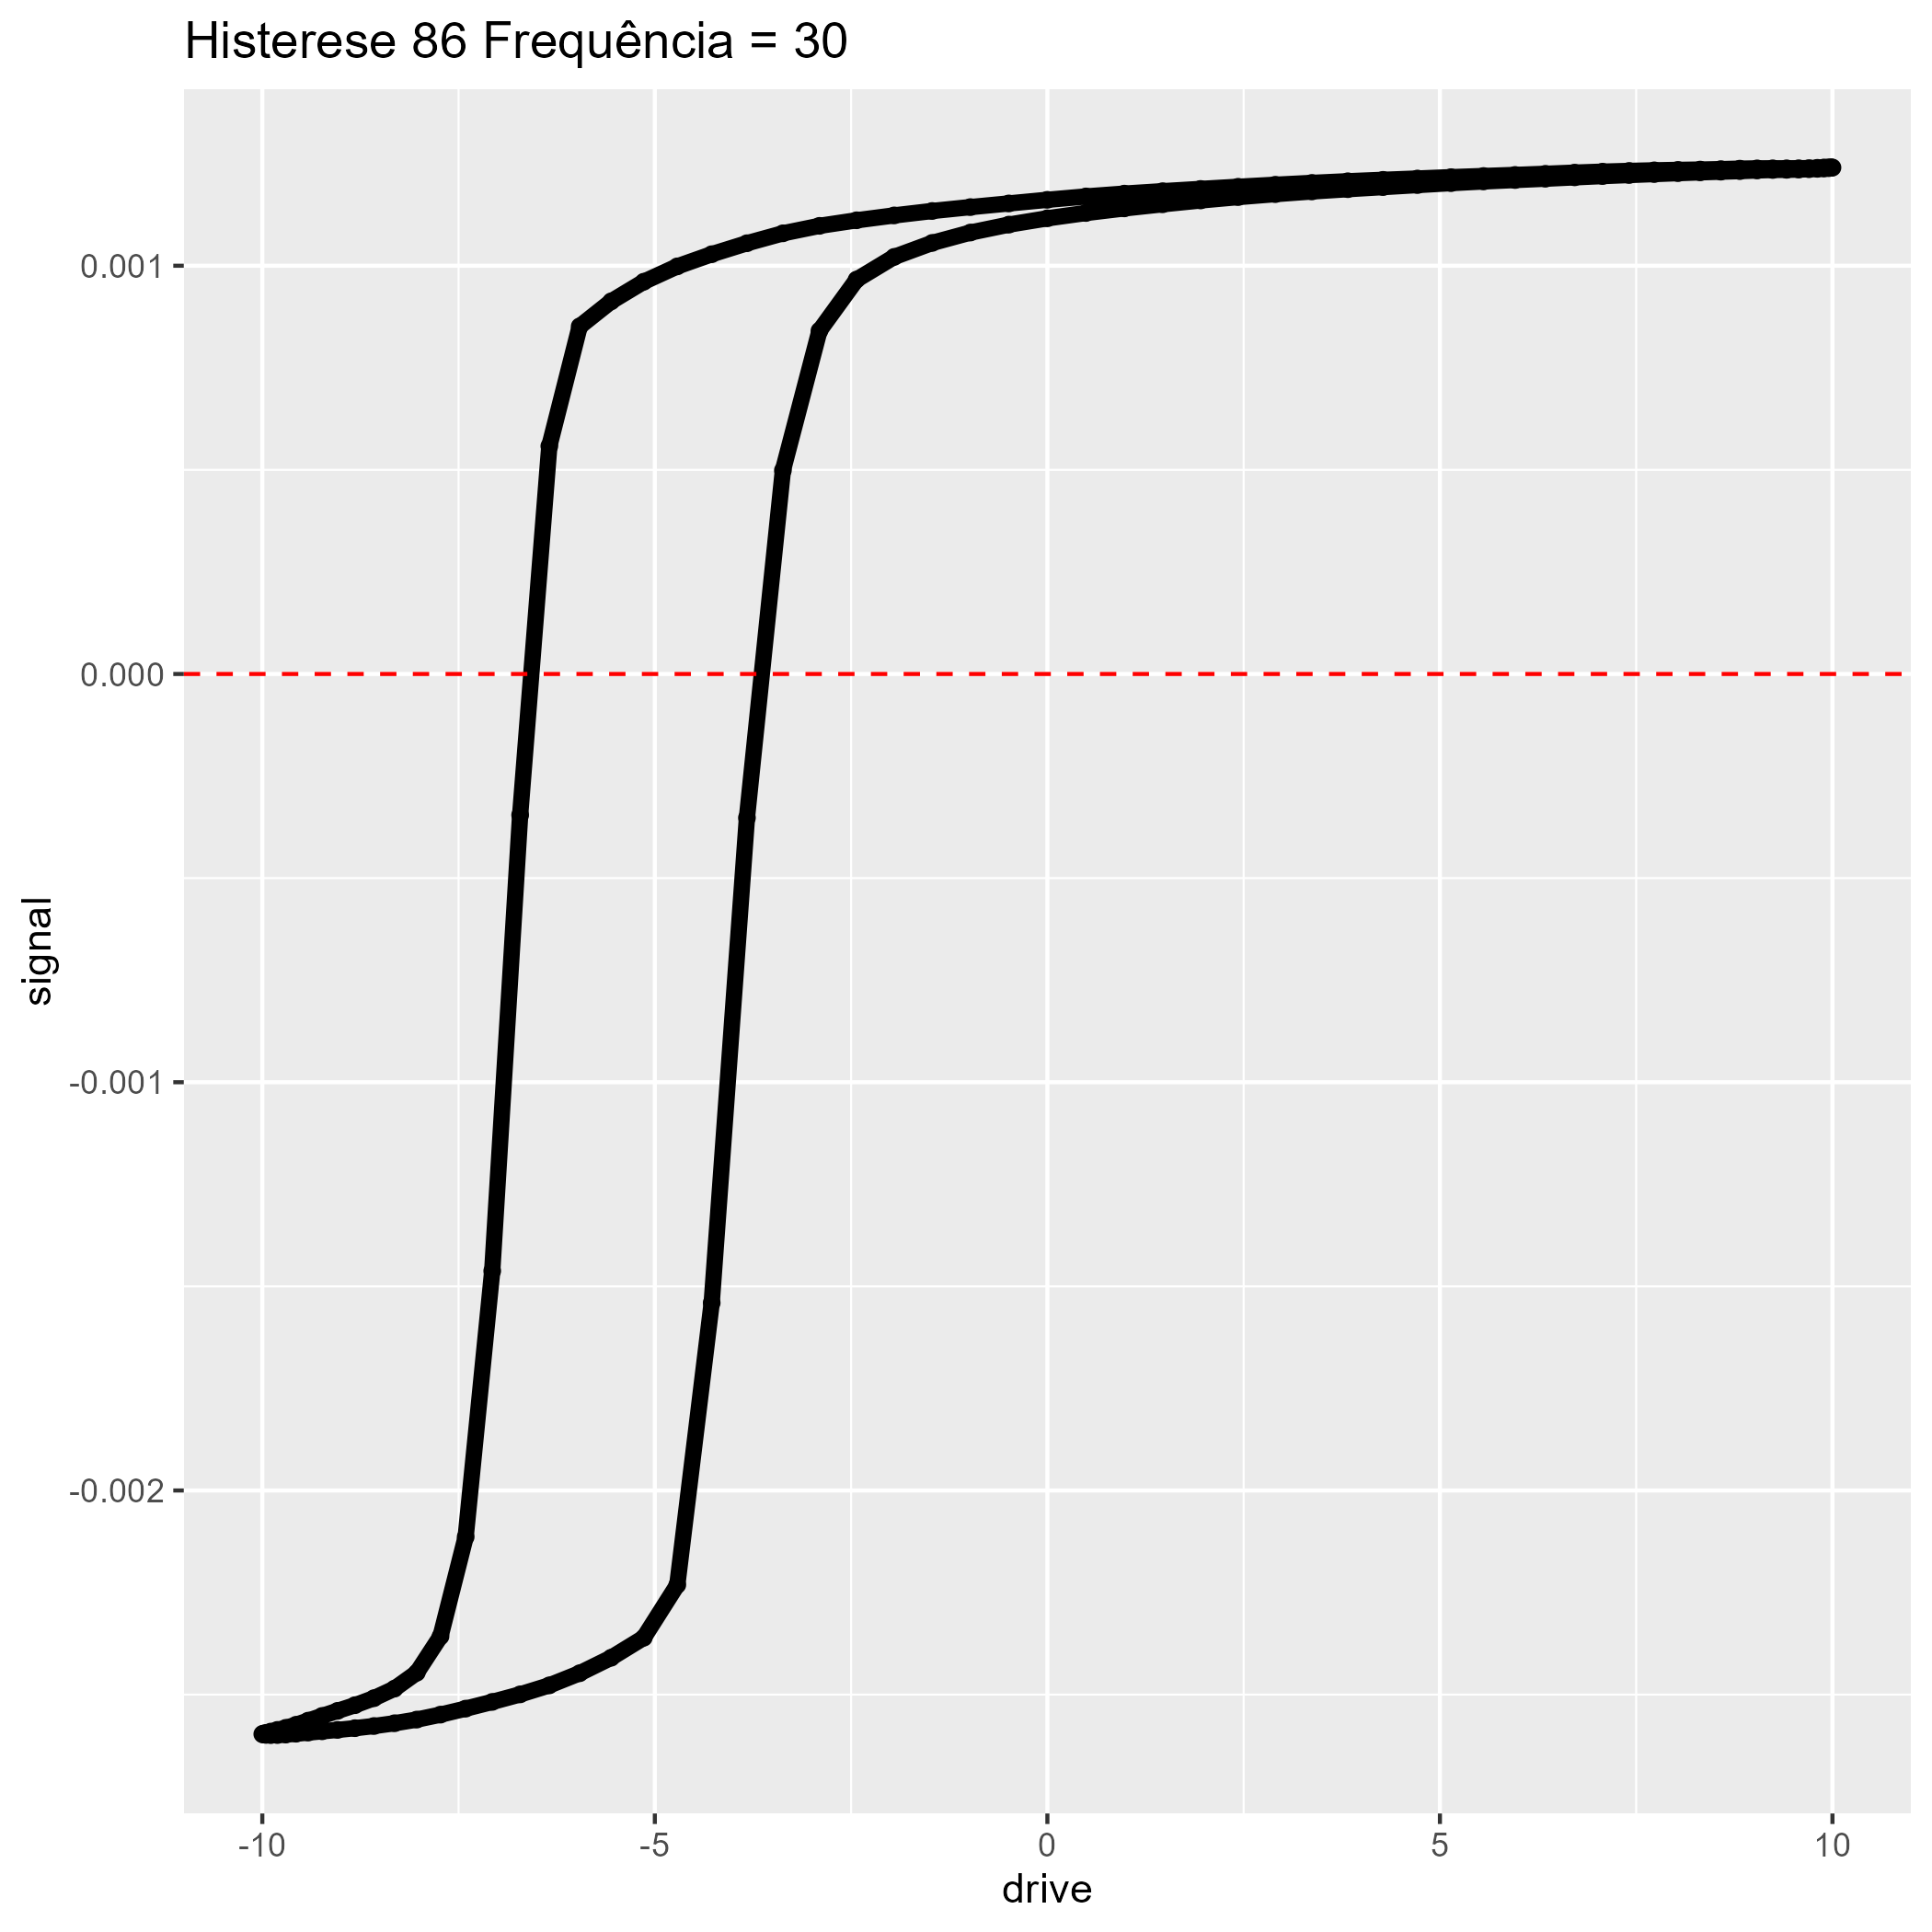 Histerese 86 Frequência = 30
signal
0.001
0.000
-0.001
-0.002
-10 -5 0 5 10
drive